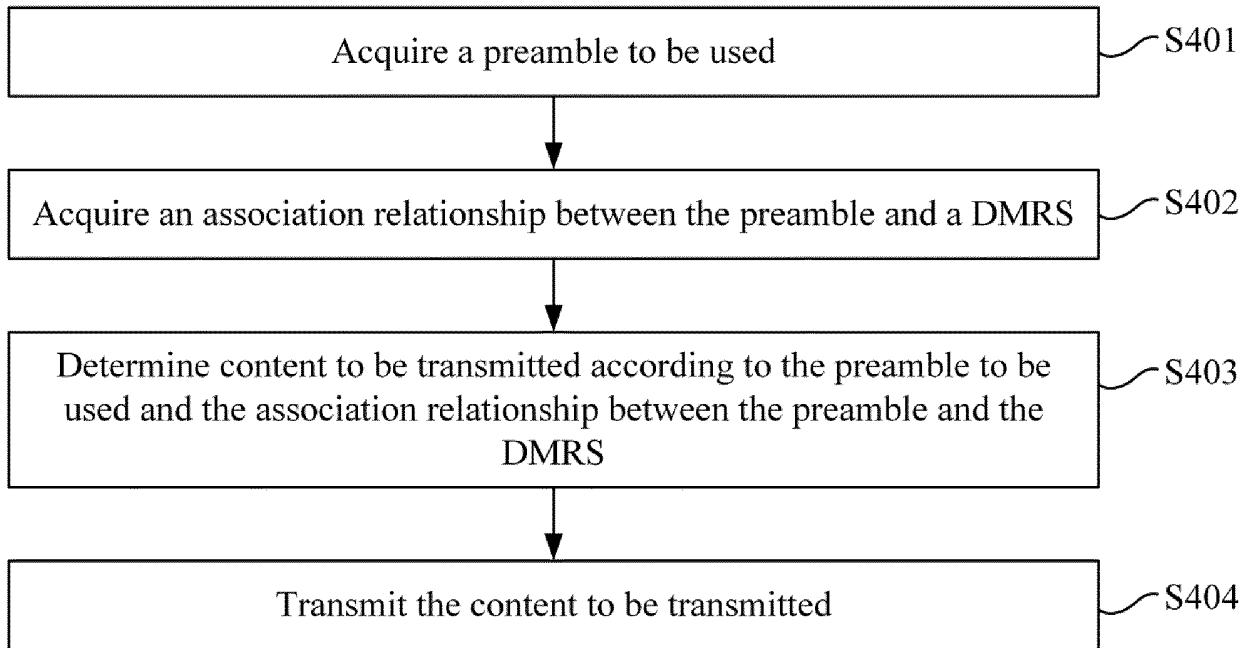 Acquire a preamble to be used
S401
Acquire an association relationship between the preamble and a DMRS
S402
Determine content to be transmitted according to the preamble to be
used and the association relationship between the preamble and the
DMRS
S403
Transmit the content to be transmitted
S404